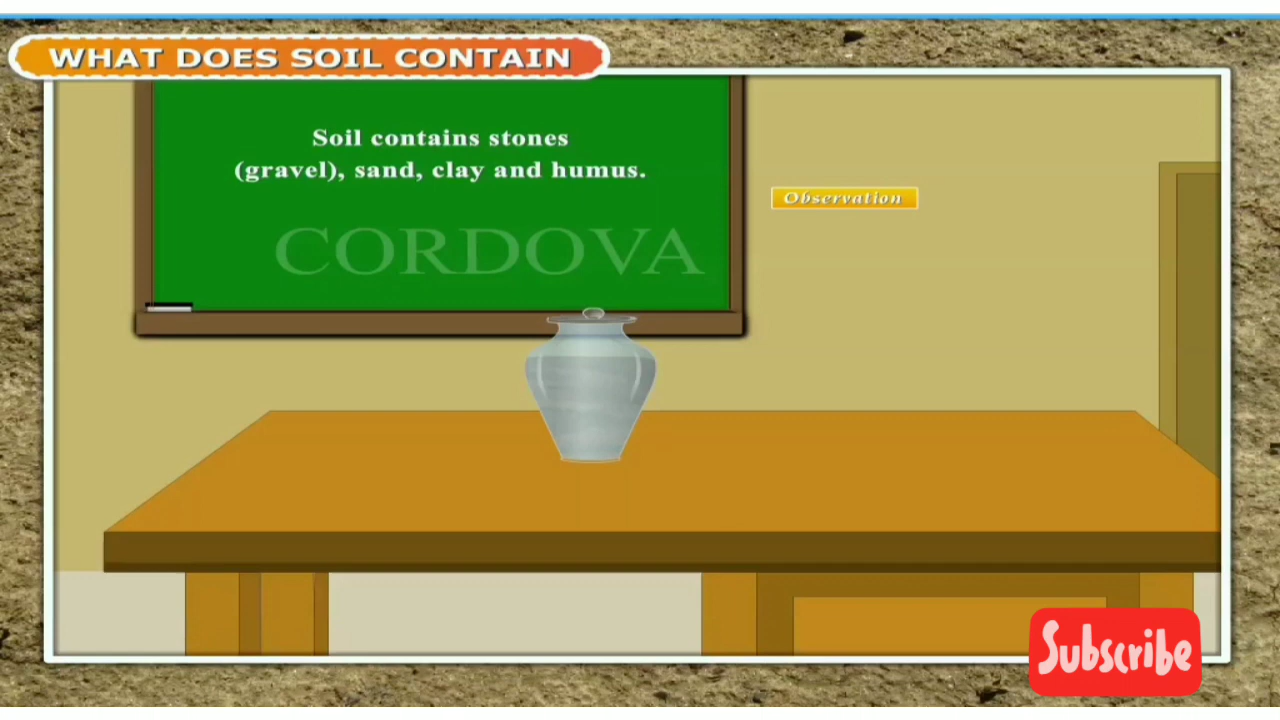 WHAT DOES SOIL CONTAIN
Soil contains stones
(gravel), sand, clay and humus.
CORDOVA
Observation
Subscribe